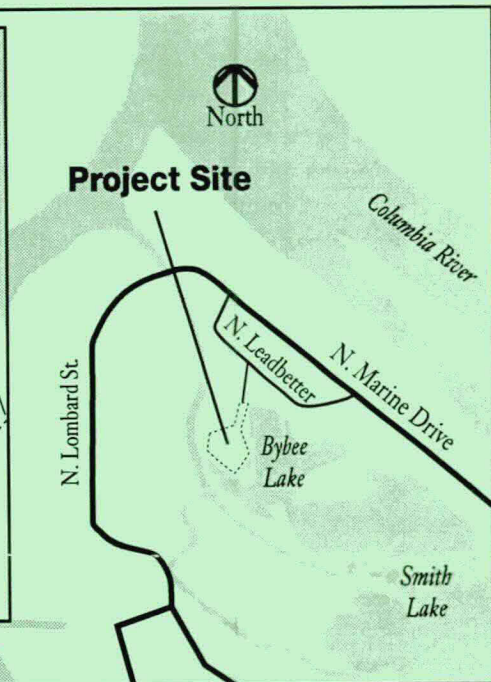 North
Project Site
Columbia River
N. Lombard St.
N. Leadbetter
N. Marine Drive
Bybee
Lake
Smith
Lake